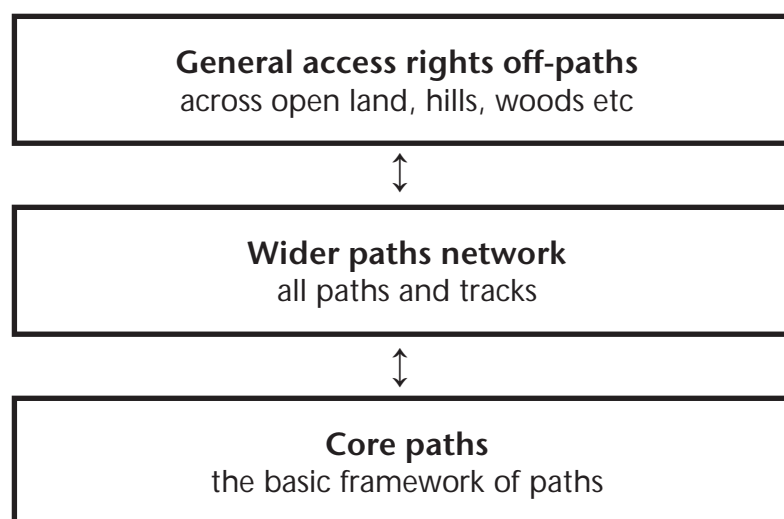 General access rights off-paths
across open land, hills, woods etc
↕
Wider paths network
all paths and tracks
↕
Core paths
the basic framework of paths